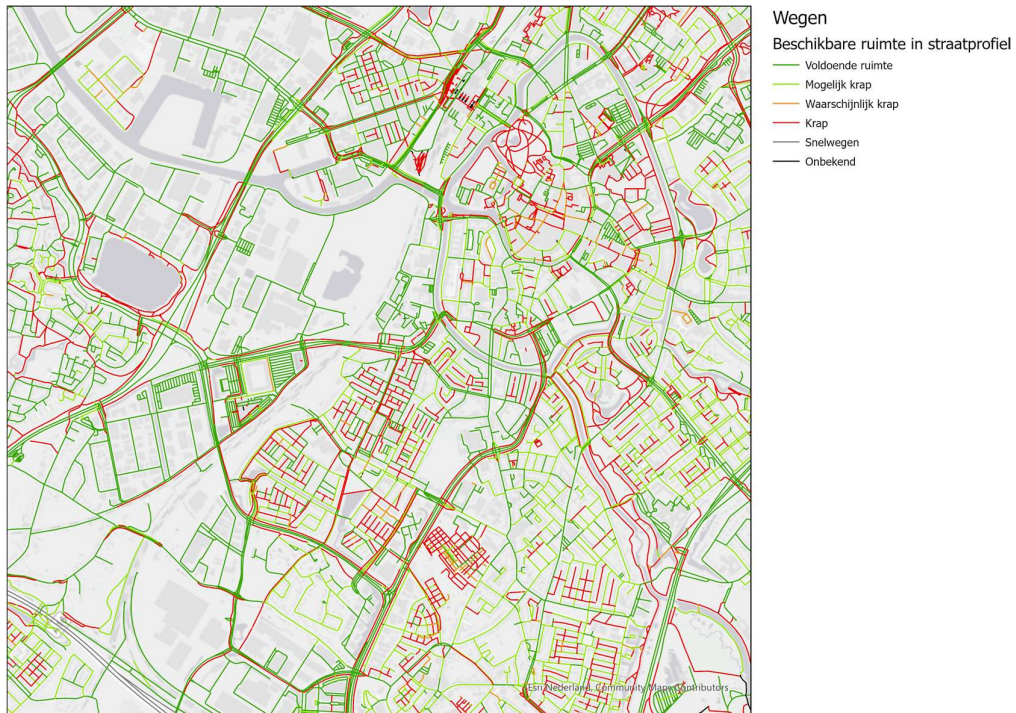 Wegen
Beschikbare ruimte in straatprofiel
Voldoende ruimte
Mogelijk krap
Waarschijnlijk krap
Krap
Snelwegen
Onbekend
Esri Nederland, Community Maps Contributors